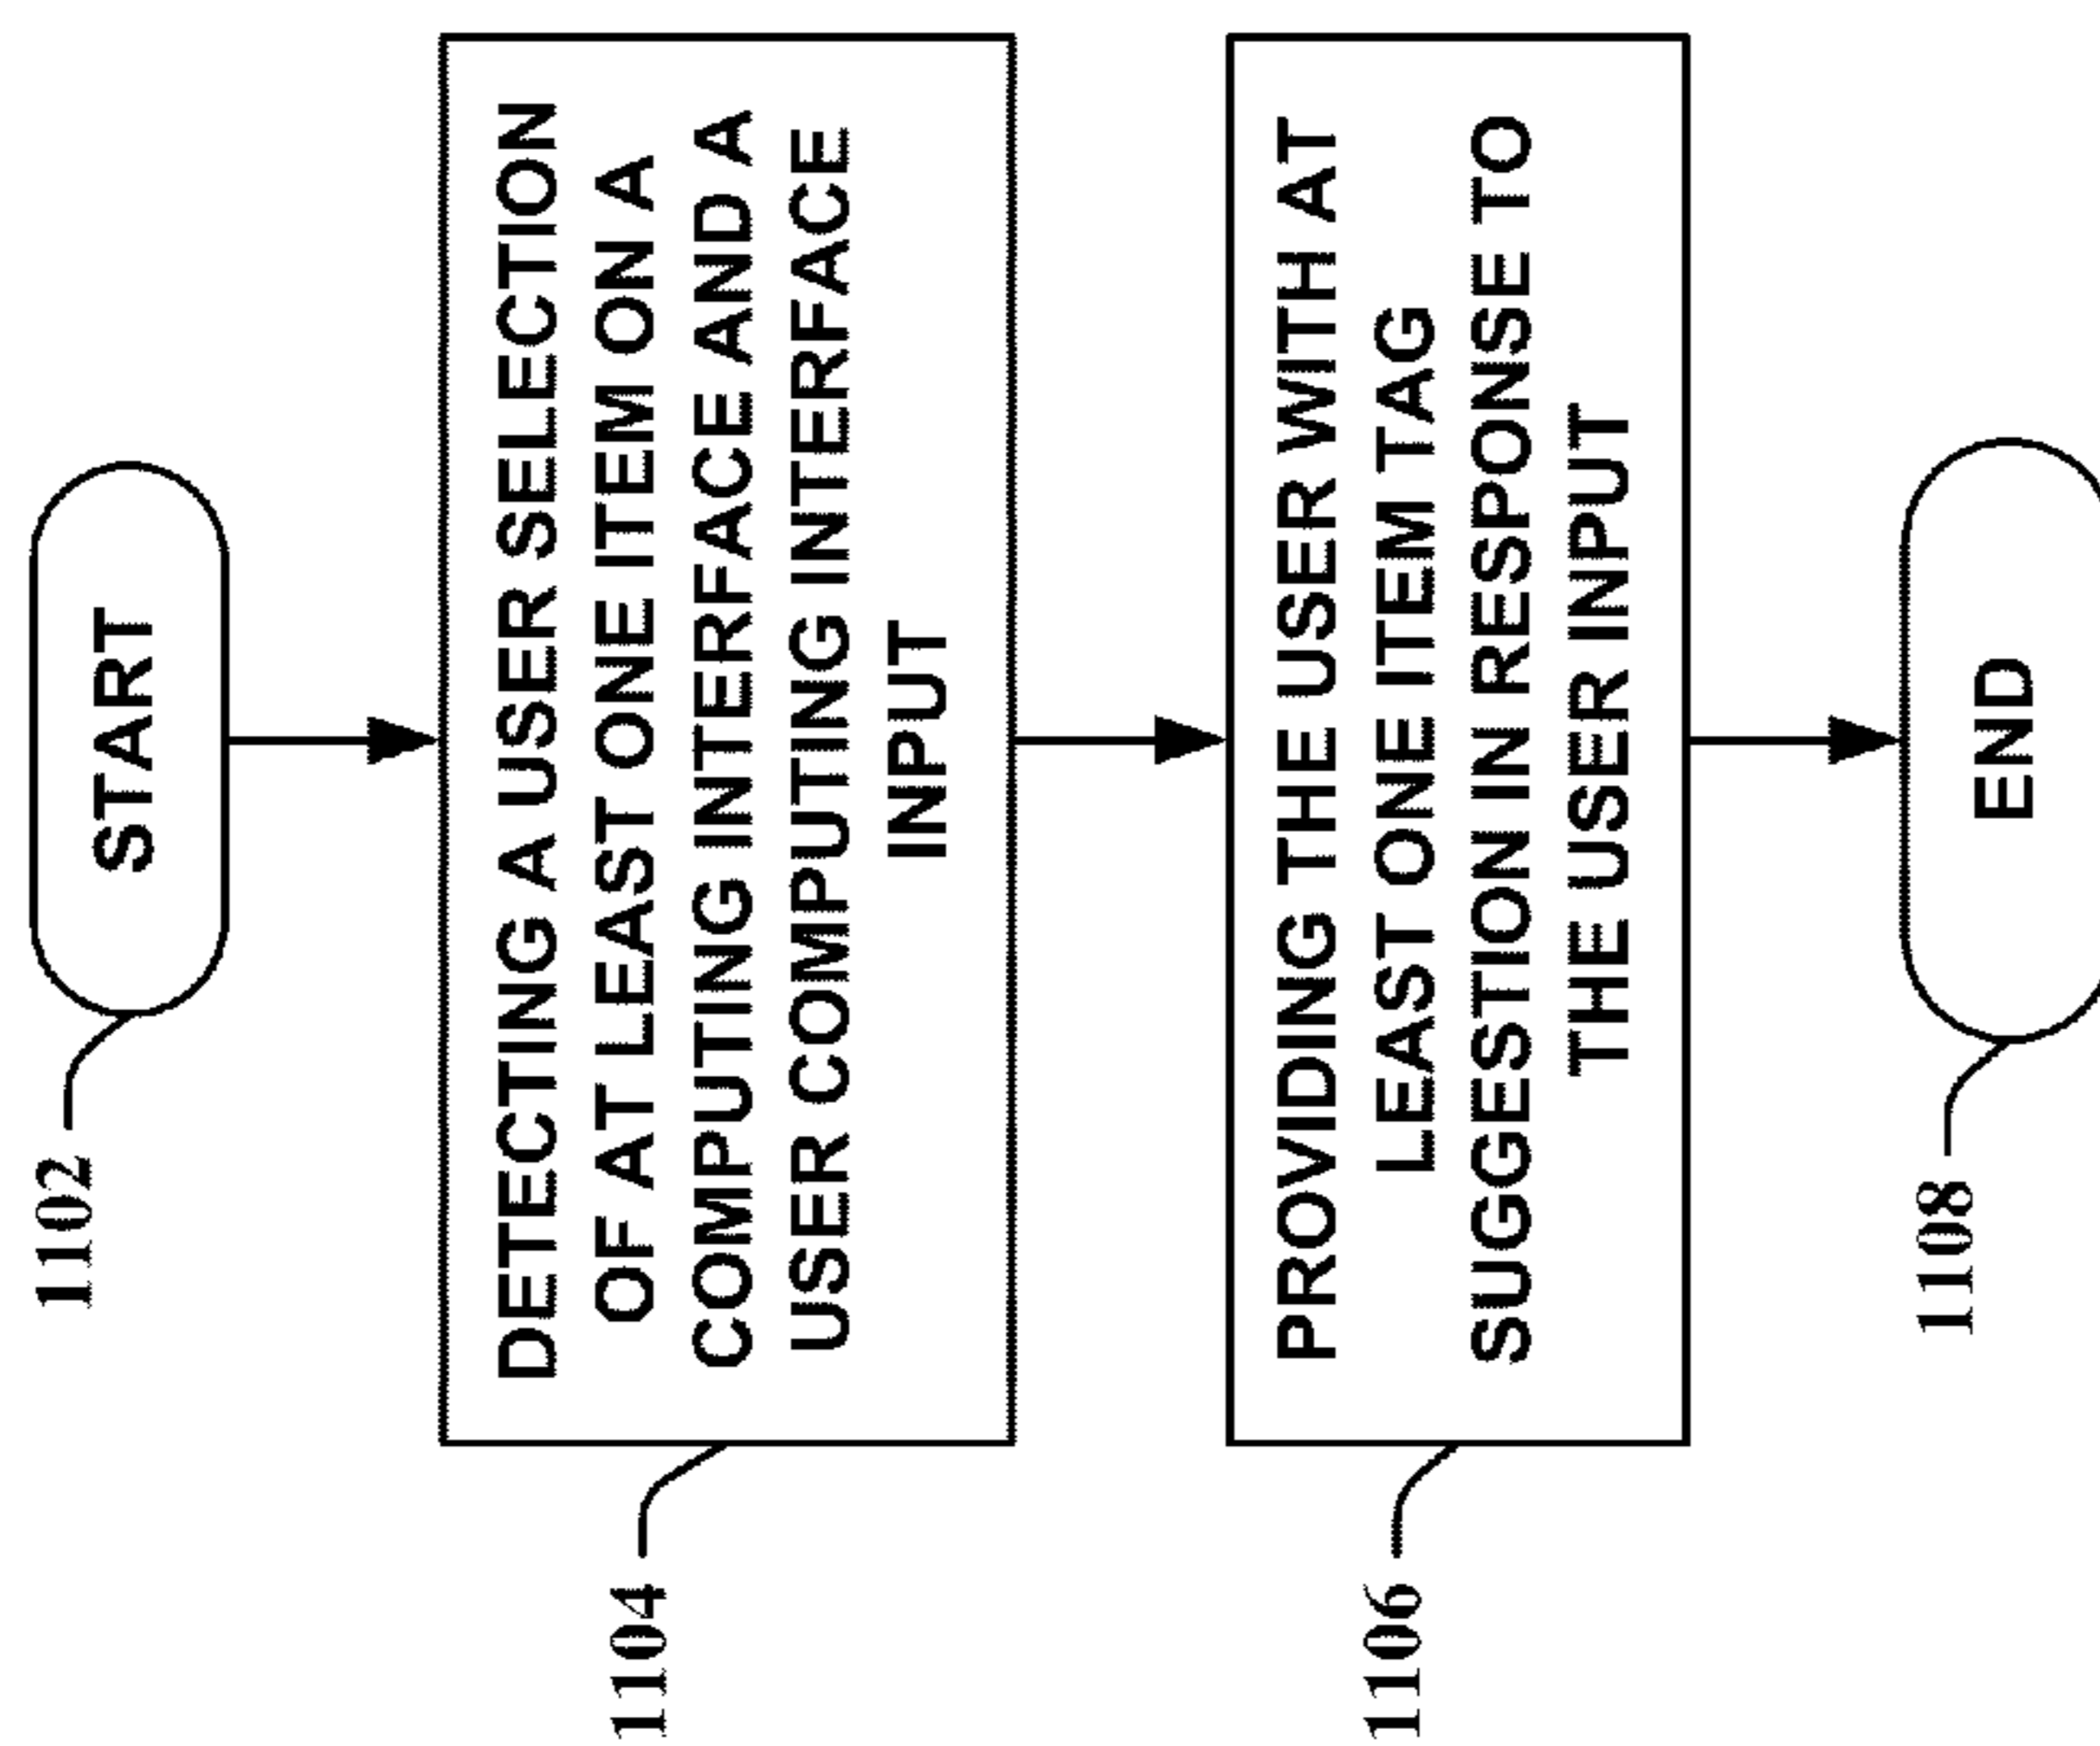 1102
START
1104
DETECTING A USER SELECTION
OF AT LEAST ONE ITEM ON A
COMPUTING INTERFACE AND A
USER COMPUTING INTERFACE
INPUT
1106
PROVIDING THE USER WITH AT
LEAST ONE ITEM TAG
SUGGESTION IN RESPONSE TO
THE USER INPUT
1108
END